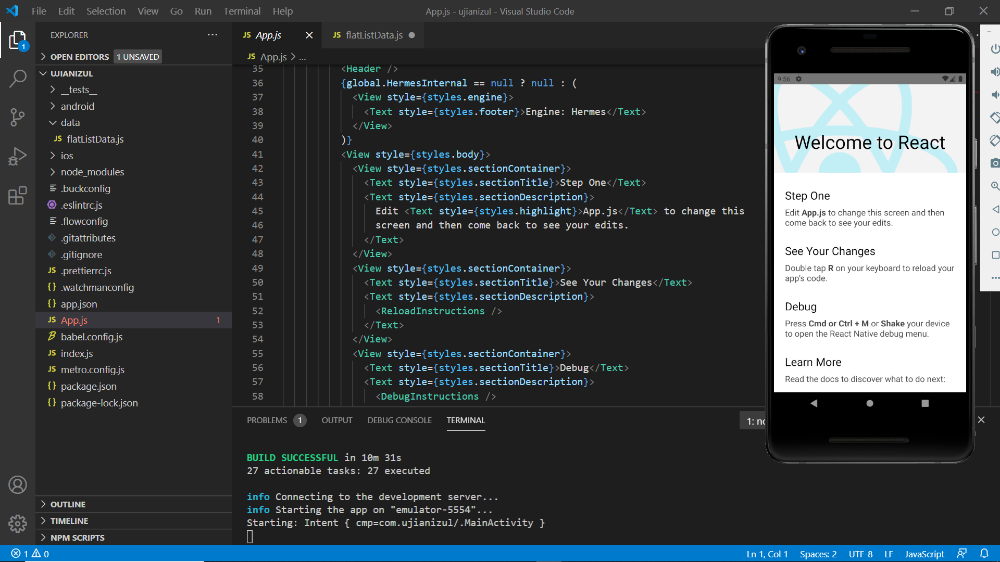 File Edit Selection View Go Run Terminal Help
App.js - ujianizul - Visual Studio Code
1
EXPLORER
OPEN EDITORS 1 UNSAVED
UJIANIZUL
__tests__
android
data
JS flatListData.js
ios
node_modules
.buckconfig
.eslintrc.js
.flowconfig
.gitattributes
.gitignore
JS .prettierrc.js
{} .watchmanconfig
{} app.json
JS App.js 1
babel.config.js
JS index.js
JS metro.config.js
{} package.json
{} package-lock.json
OUTLINE
TIMELINE
NPM SCRIPTS
JS App.js
JS flatListData.js
JS App.js > ...
35 <Header />
36 {global.HermesInternal == null ? null : (
37 <View style={styles.engine}>
38 <Text style={styles.footer}>Engine: Hermes</Text>
39 </View>
40 )}
41 <View style={styles.body}>
42 <View style={styles.sectionContainer}>
43 <Text style={styles.sectionTitle}>Step One</Text>
44 <Text style={styles.sectionDescription}>
45 Edit <Text style={styles.highlight}>App.js</Text> to change this
46 screen and then come back to see your edits.
47 </Text>
48 </View>
49 <View style={styles.sectionContainer}>
50 <Text style={styles.sectionTitle}>See Your Changes</Text>
51 <Text style={styles.sectionDescription}>
52 <ReloadInstructions />
53 </Text>
54 </View>
55 <View style={styles.sectionContainer}>
56 <Text style={styles.sectionTitle}>Debug</Text>
57 <Text style={styles.sectionDescription}>
58 <DebugInstructions />
PROBLEMS 1 OUTPUT DEBUG CONSOLE TERMINAL
1: no
BUILD SUCCESSFUL in 10m 31s
27 actionable tasks: 27 executed
info Connecting to the development server...
info Starting the app on "emulator-5554"...
Starting: Intent { cmp=com.ujianizul/.MainActivity }
9:56
Welcome to React
Step One
Edit App.js to change this screen and then
come back to see your edits.
See Your Changes
Double tap R on your keyboard to reload your
app's code.
Debug
Press Cmd or Ctrl + M or Shake your device
to open the React Native debug menu.
Learn More
Read the docs to discover what to do next:
1 0
Ln 1, Col 1 Spaces: 2 UTF-8 LF JavaScript